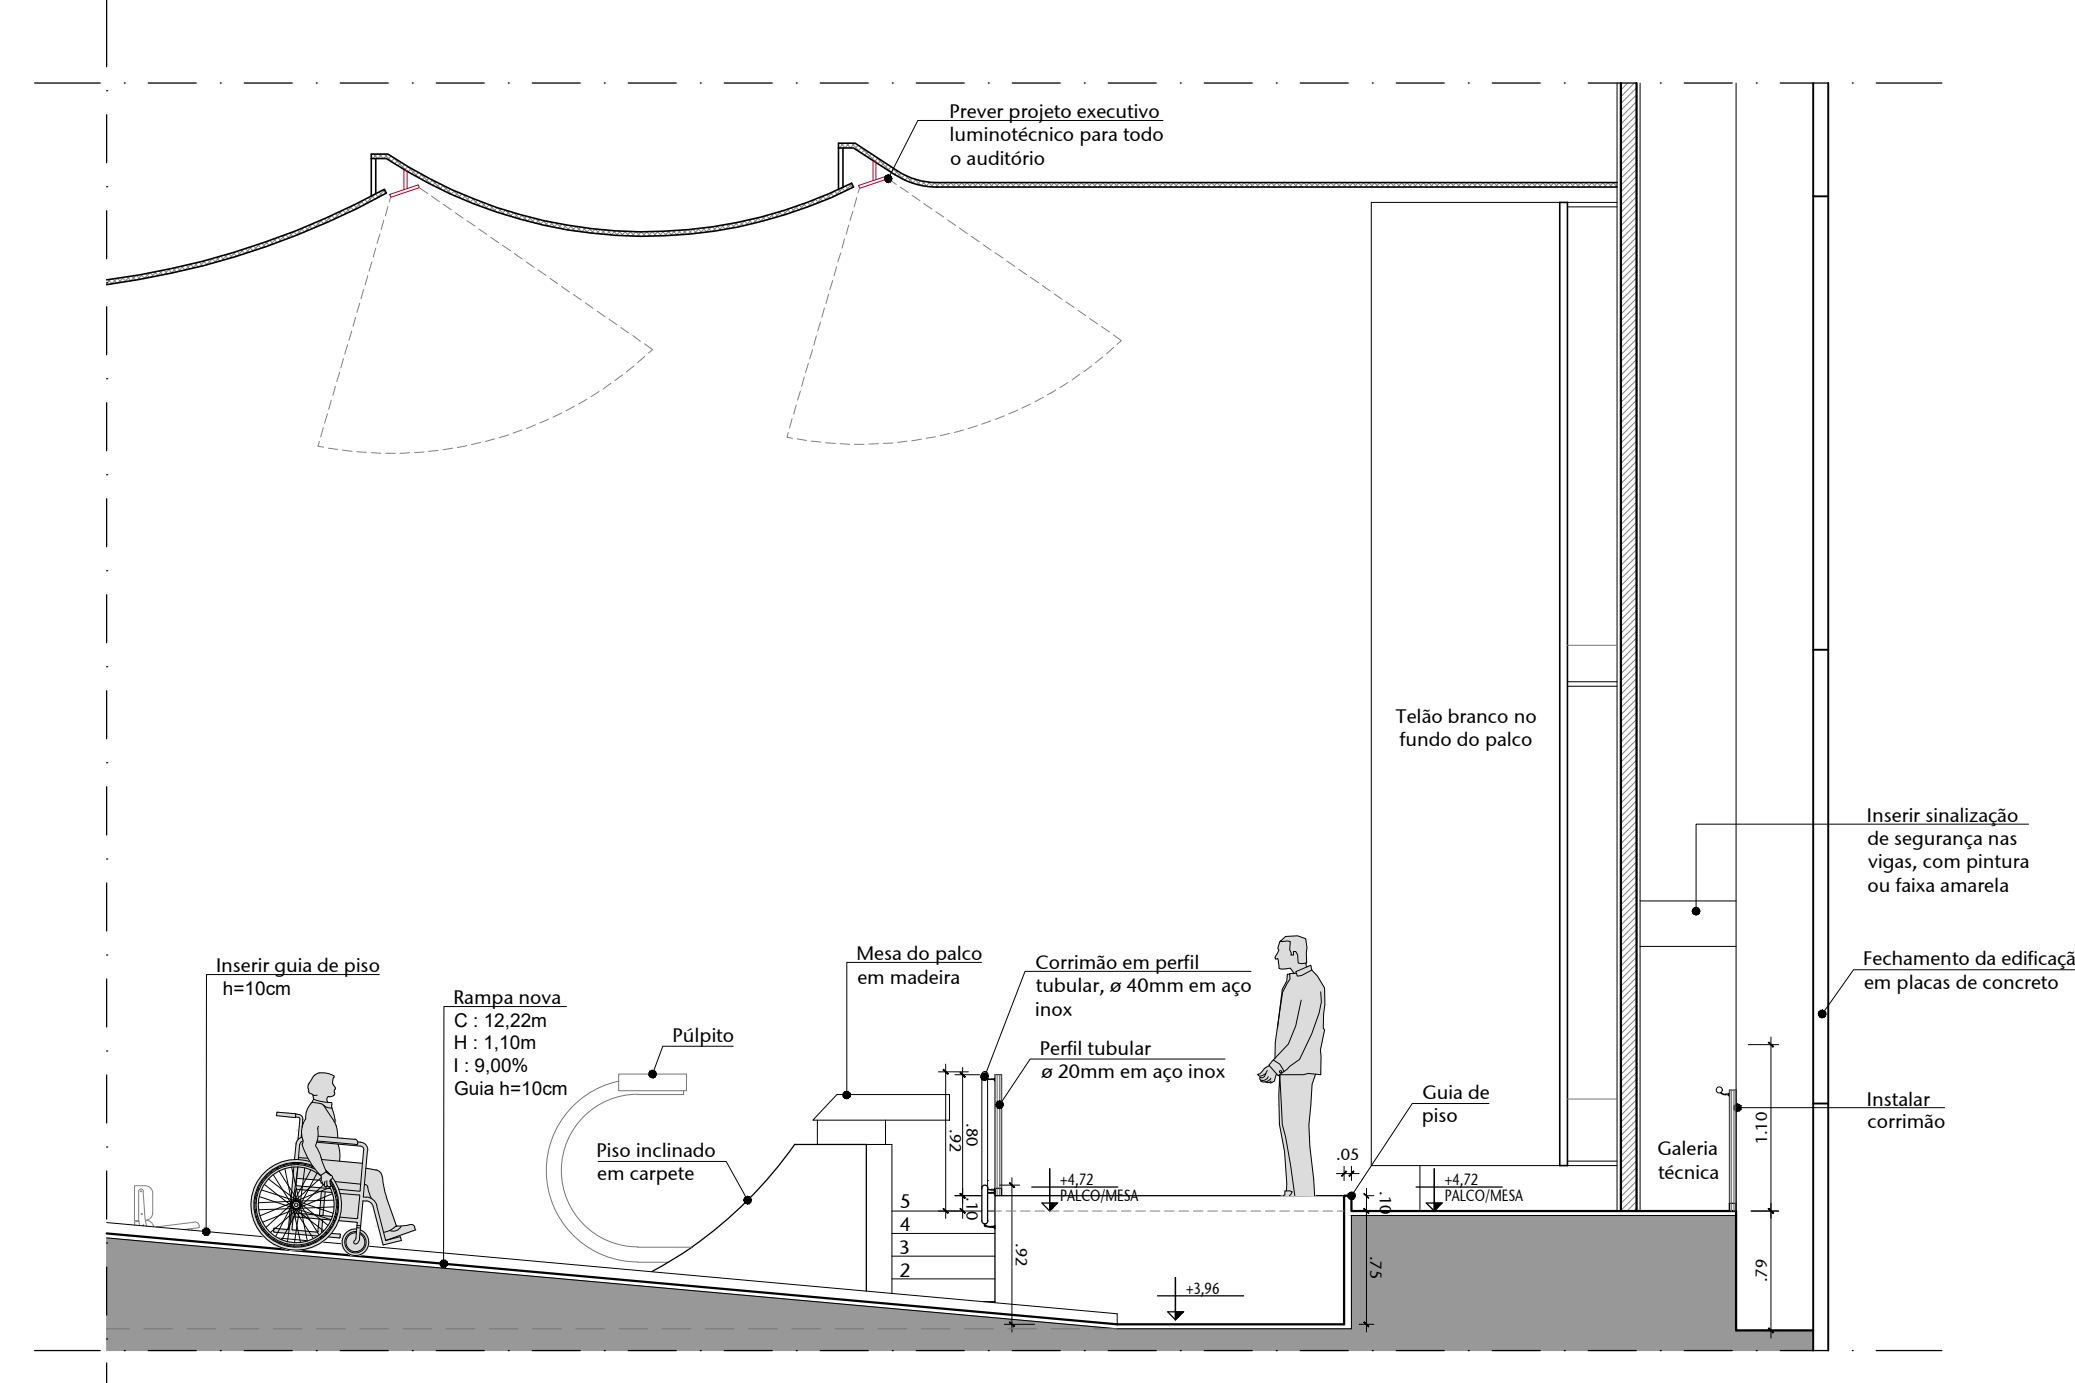 Prever projeto executivo
luminotécnico para todo
o auditório
Telão branco no
fundo do palco
Inserir sinalização
de segurança nas
vigas, com pintura
ou faixa amarela
Fechamento da edificaçã
em placas de concreto
Inserir guia de piso
h=10cm
Rampa nova
C : 12,22m
H : 1,10m
I : 9,00%
Guia h=10cm
Púlpito
Piso inclinado
em carpete
Mesa do palco
em madeira
Corrimão em perfil
tubular, ø 40mm em aço
inox
Perfil tubular
ø 20mm em aço inox
Guia de
piso
Instalar
corrimão
Galeria
técnica
1.10
.79
.05
.10
.75
.92
.80
.10
.92
+4,72
PALCO/MESA
+4,72
PALCO/MESA
+3,96
5
4
3
2